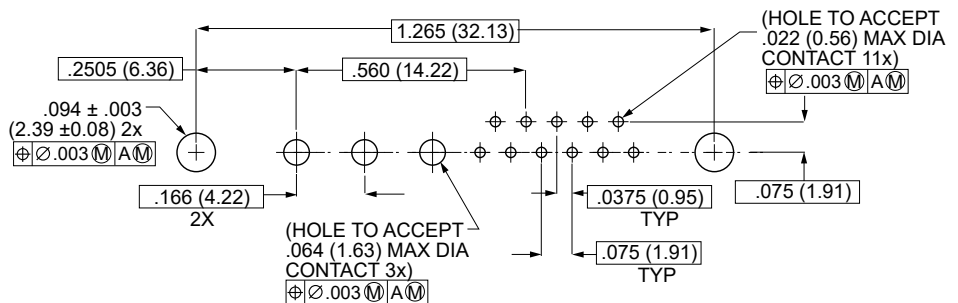 1.265 (32.13)
(HOLE TO ACCEPT
.022 (0.56) MAX DIA
CONTACT 11x)
⌖ ⌀.003 Ⓜ A Ⓜ
.2505 (6.36)
.560 (14.22)
.094 ± .003
(2.39 ±0.08) 2x
⌖ ⌀.003 Ⓜ A Ⓜ
.166 (4.22)
2X
(HOLE TO ACCEPT
.064 (1.63) MAX DIA
CONTACT 3x)
⌖ ⌀.003 Ⓜ A Ⓜ
.0375 (0.95)
TYP
.075 (1.91)
.075 (1.91)
TYP